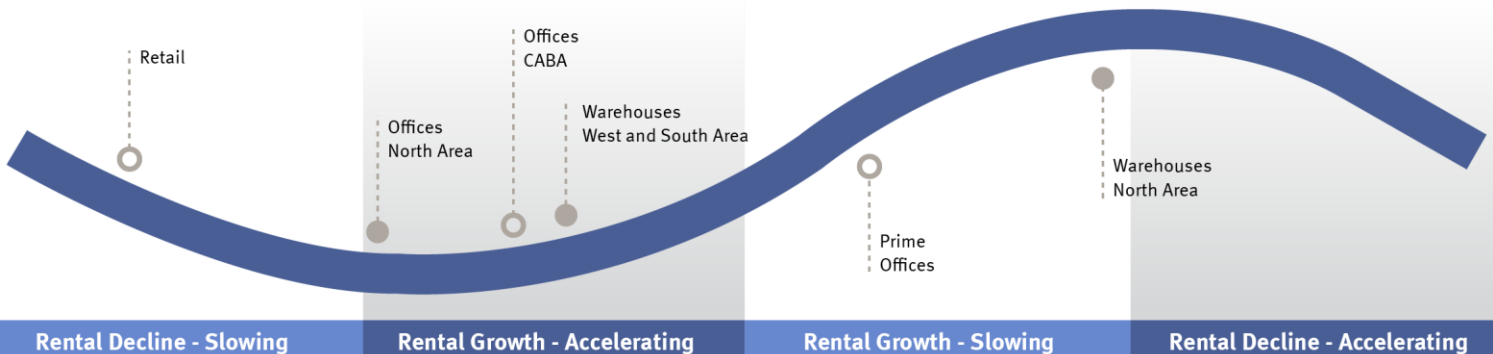 Retail
Offices
North Area
Offices
CABA
Warehouses
West and South Area
Prime
Offices
Warehouses
North Area
Rental Decline - Slowing
Rental Growth - Accelerating
Rental Growth - Slowing
Rental Decline - Accelerating